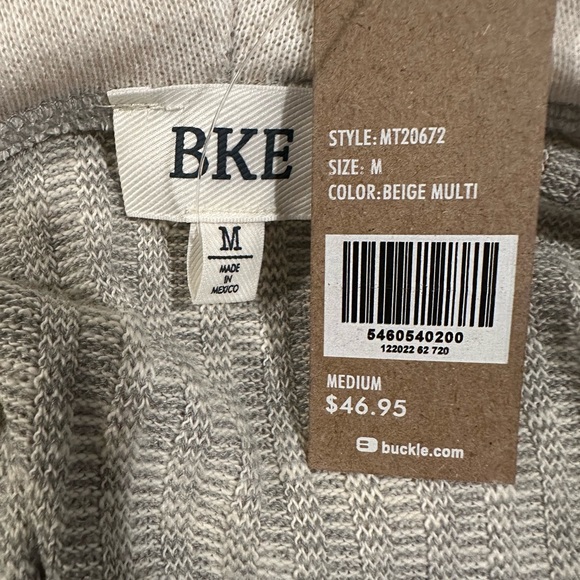 BKE
M
MADE
IN
MEXICO
STYLE: MT20672
SIZE: M
COLOR: BEIGE MULTI
5460540200
122022 62 720
MEDIUM
$46.95
B buckle.com